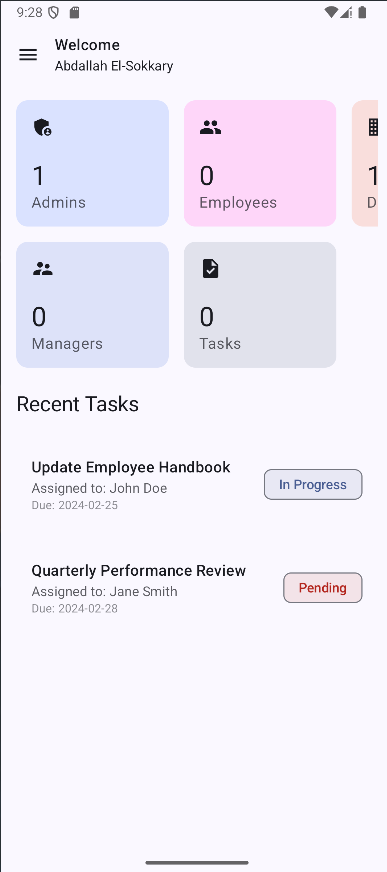 9:28
Welcome
Abdallah El-Sokkary
1
Admins
0
Employees
1
D
0
Managers
0
Tasks
Recent Tasks
Update Employee Handbook
Assigned to: John Doe
Due: 2024-02-25
In Progress
Quarterly Performance Review
Assigned to: Jane Smith
Due: 2024-02-28
Pending